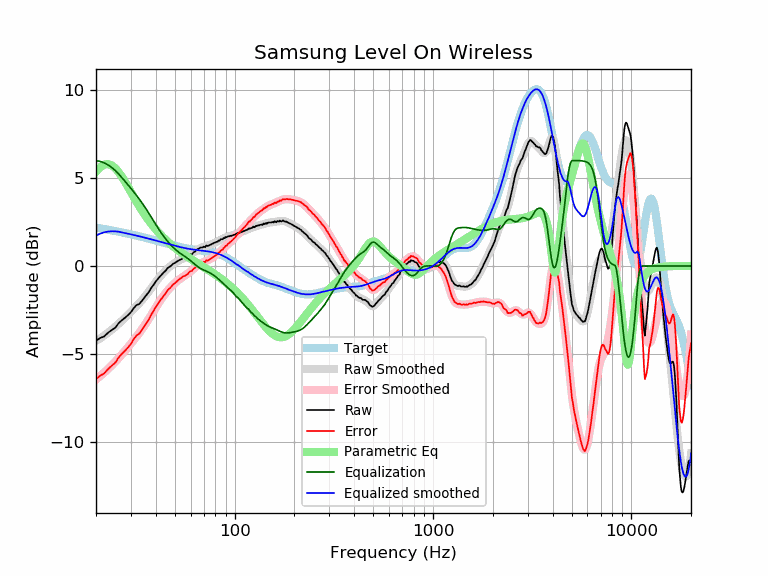 Samsung Level On Wireless
Amplitude (dBr)
10
5
0
−5
−10
Target
Raw Smoothed
Error Smoothed
Raw
Error
Parametric Eq
Equalization
Equalized smoothed
100
1000
10000
Frequency (Hz)